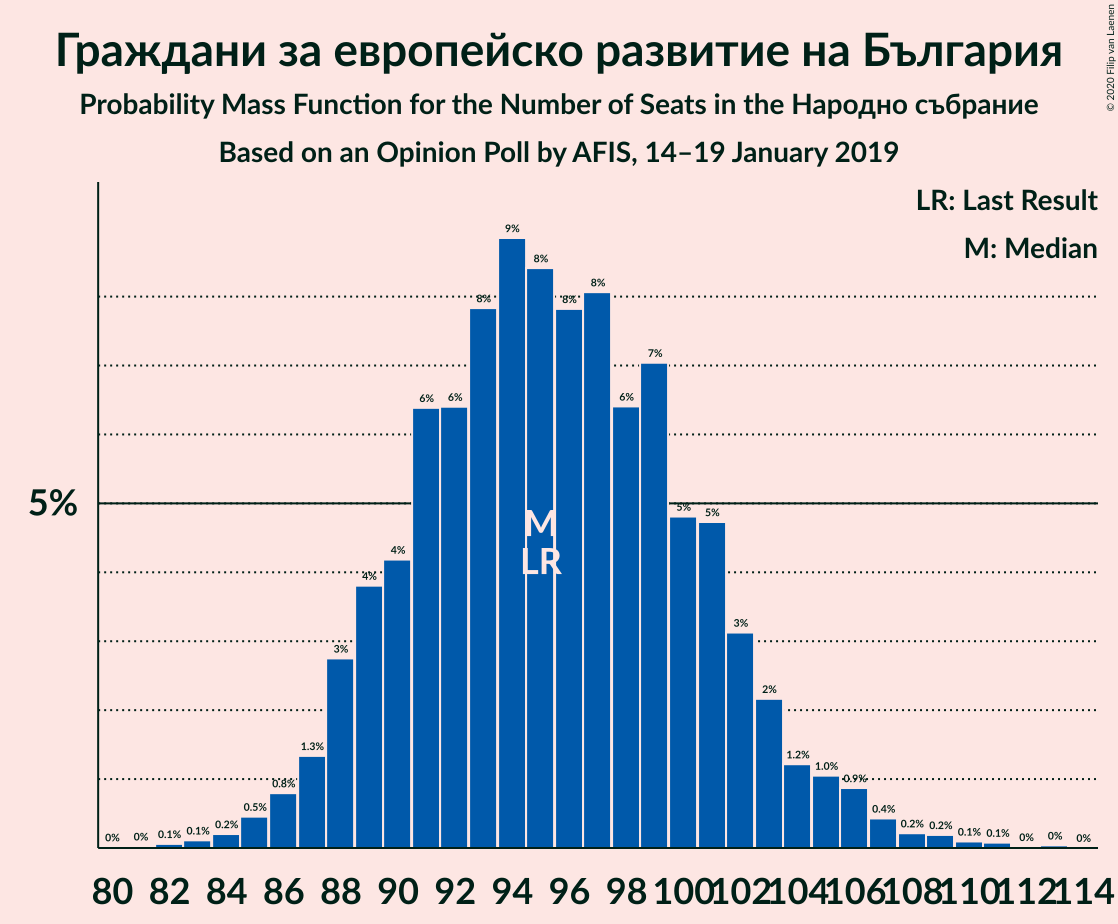 Граждани за европейско развитие на България
Probability Mass Function for the Number of Seats in the Народно събрание
Based on an Opinion Poll by AFIS, 14–19 January 2019
© 2020 Filip van Laenen
LR: Last Result
M: Median
5%
0% 0% 0.1% 0.1% 0.2% 0.5% 0.8% 1.3% 3% 4% 4% 6% 6% 8% 9% 8% 8% 8% 6% 7% 5% 5% 3% 2% 1.2% 1.0% 0.9% 0.4% 0.2% 0.2% 0.1% 0.1% 0% 0% 0%
M
LR
80 82 84 86 88 90 92 94 96 98 100 102 104 106 108 110 112 114